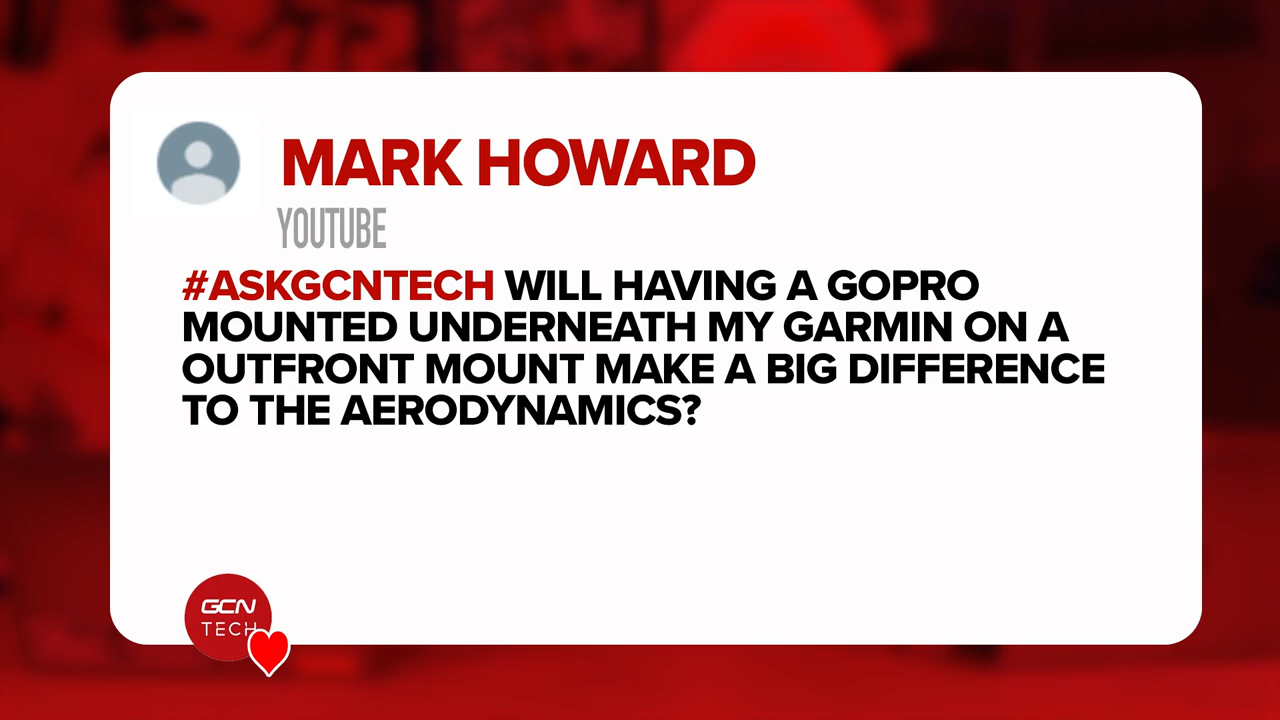 MARK HOWARD
YOUTUBE
#ASKGCNTECH WILL HAVING A GOPRO
MOUNTED UNDERNEATH MY GARMIN ON A
OUTFRONT MOUNT MAKE A BIG DIFFERENCE
TO THE AERODYNAMICS?
GCN
TECH